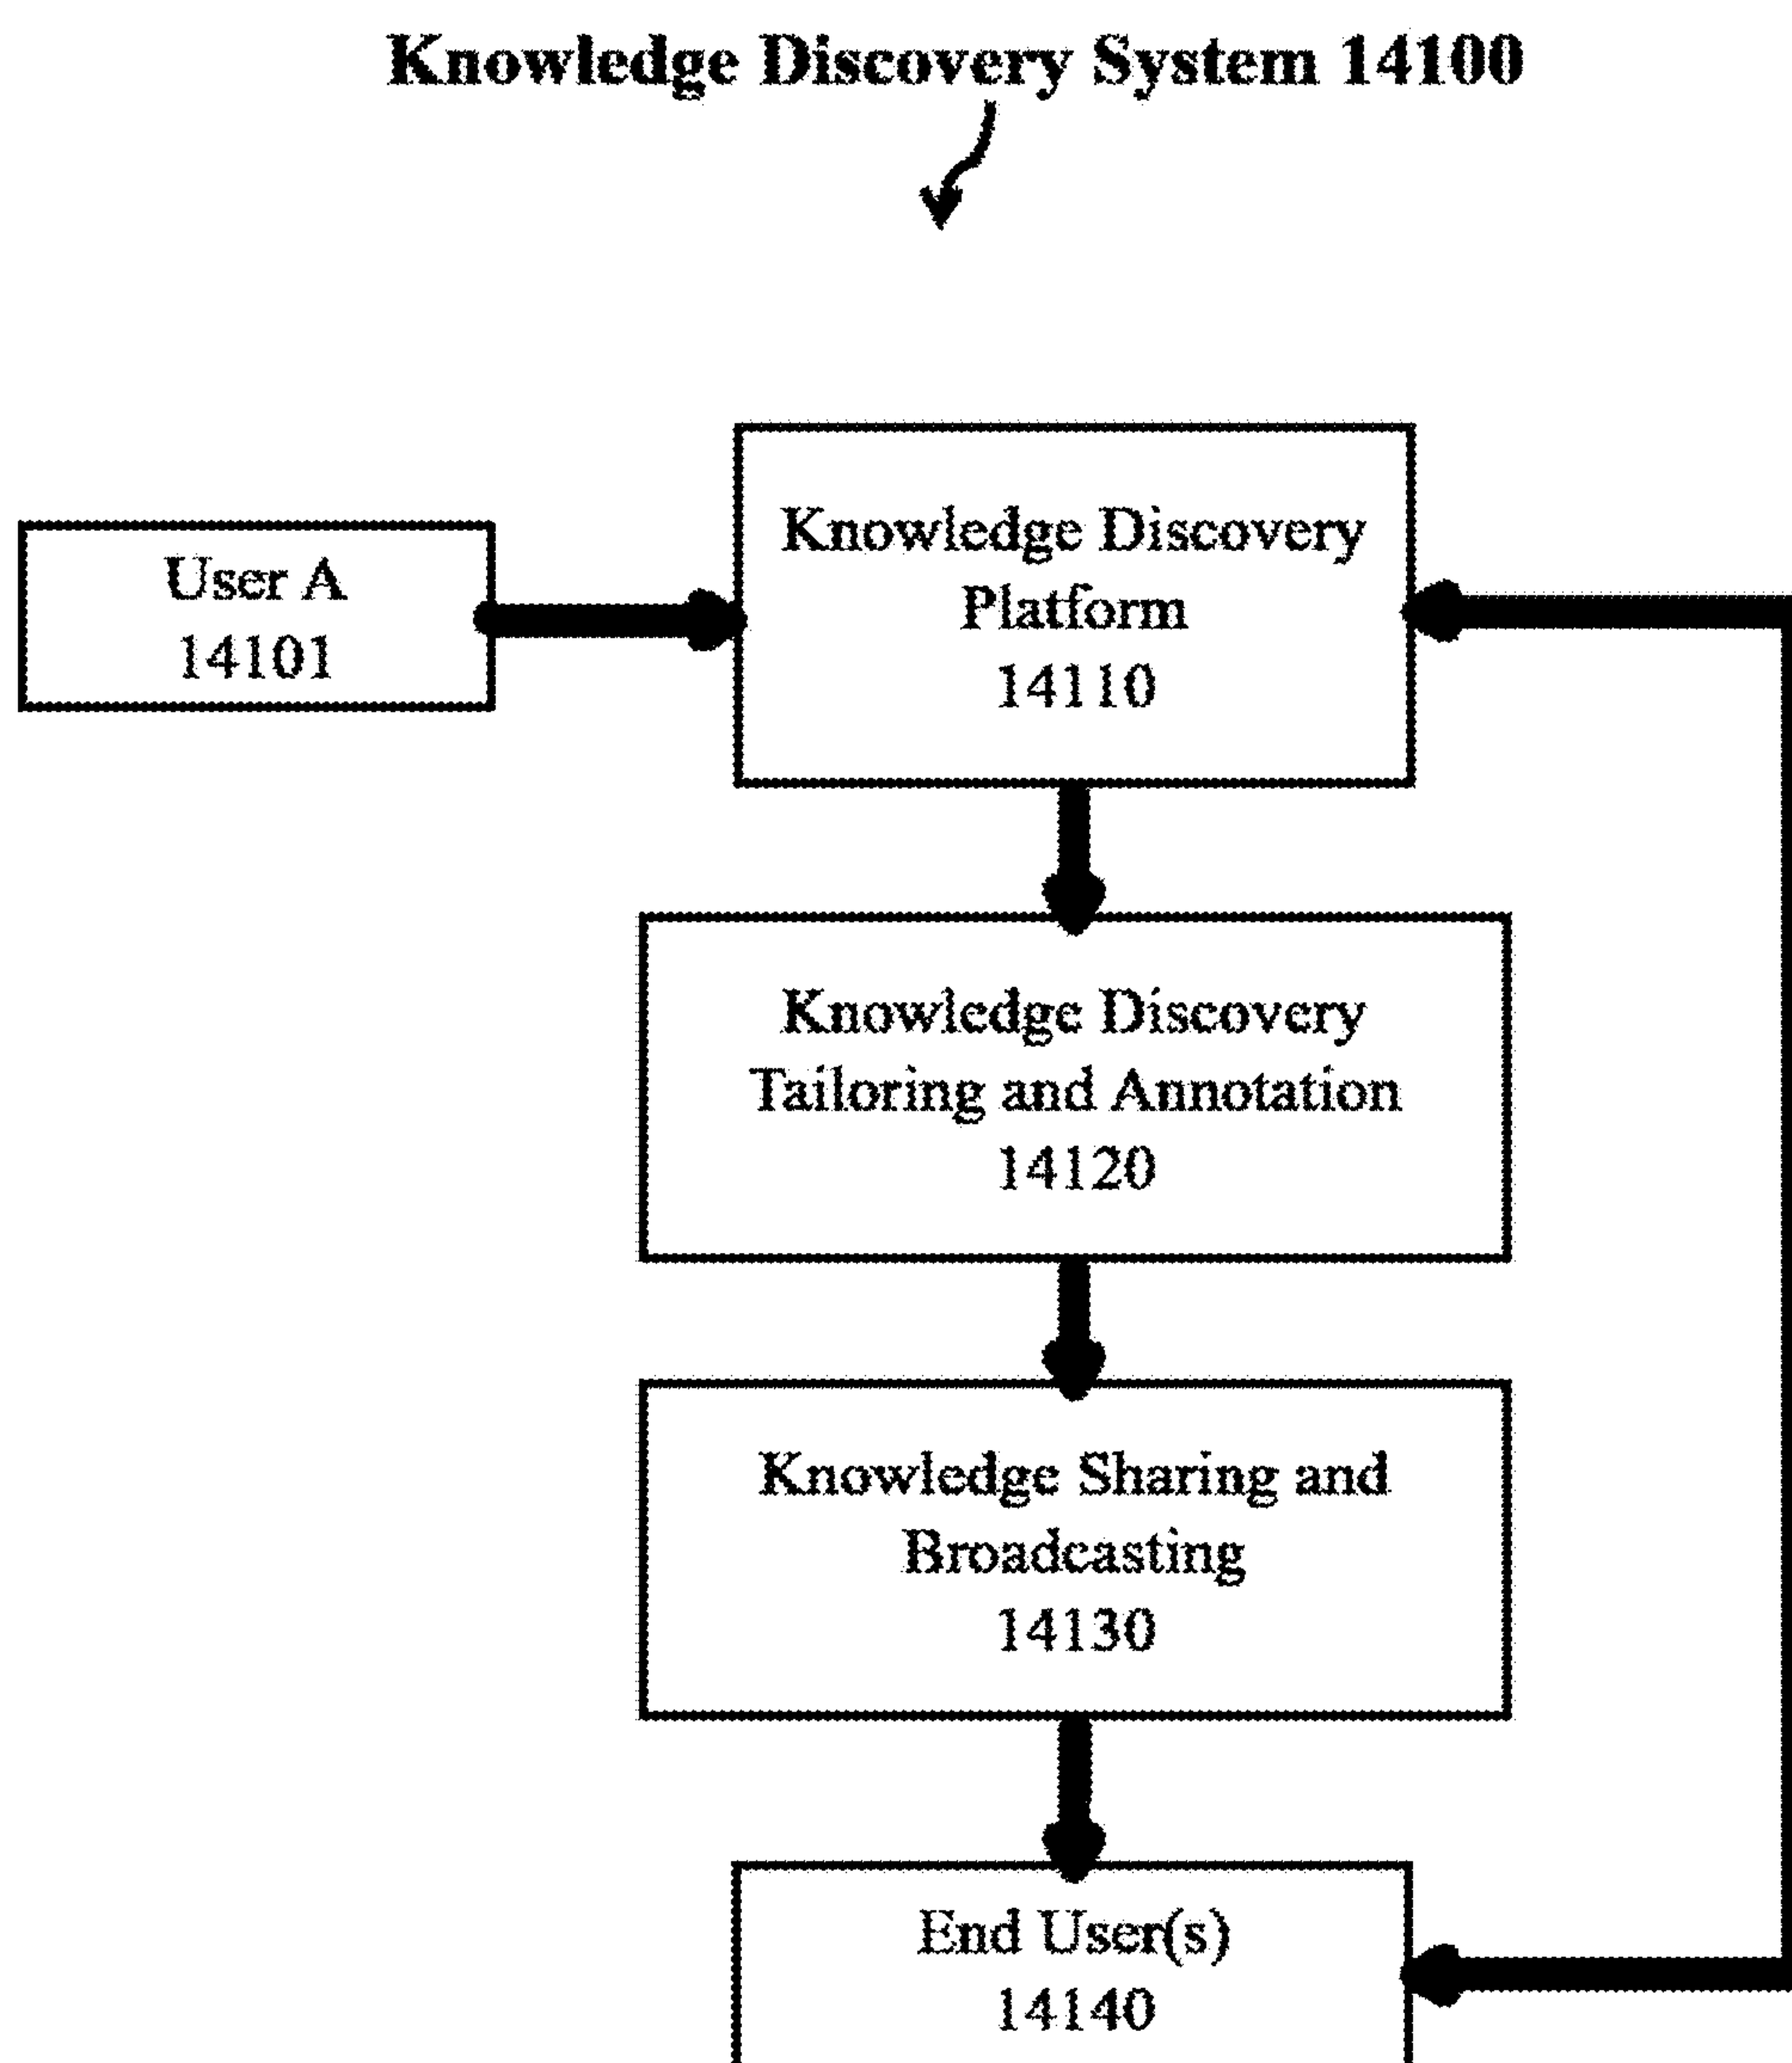 Knowledge Discovery System 14100
User A
14101
Knowledge Discovery
Platform
14110
Knowledge Discovery
Tailoring and Annotation
14120
Knowledge Sharing and
Broadcasting
14130
End User(s)
14140